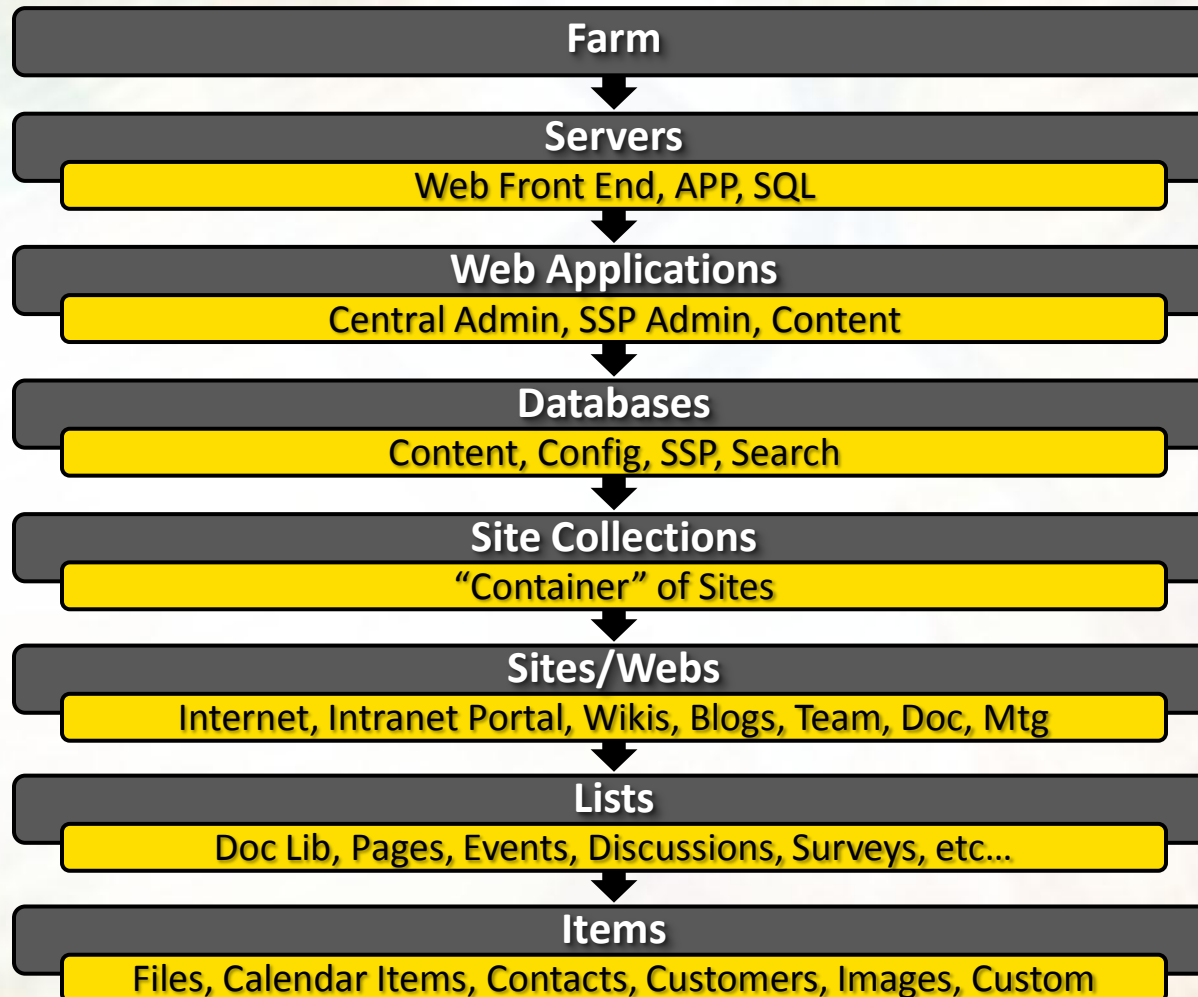 Farm
Servers
Web Front End, APP, SQL
Web Applications
Central Admin, SSP Admin, Content
Databases
Content, Config, SSP, Search
Site Collections
“Container” of Sites
Sites/Webs
Internet, Intranet Portal, Wikis, Blogs, Team, Doc, Mtg
Lists
Doc Lib, Pages, Events, Discussions, Surveys, etc…
Items
Files, Calendar Items, Contacts, Customers, Images, Custom